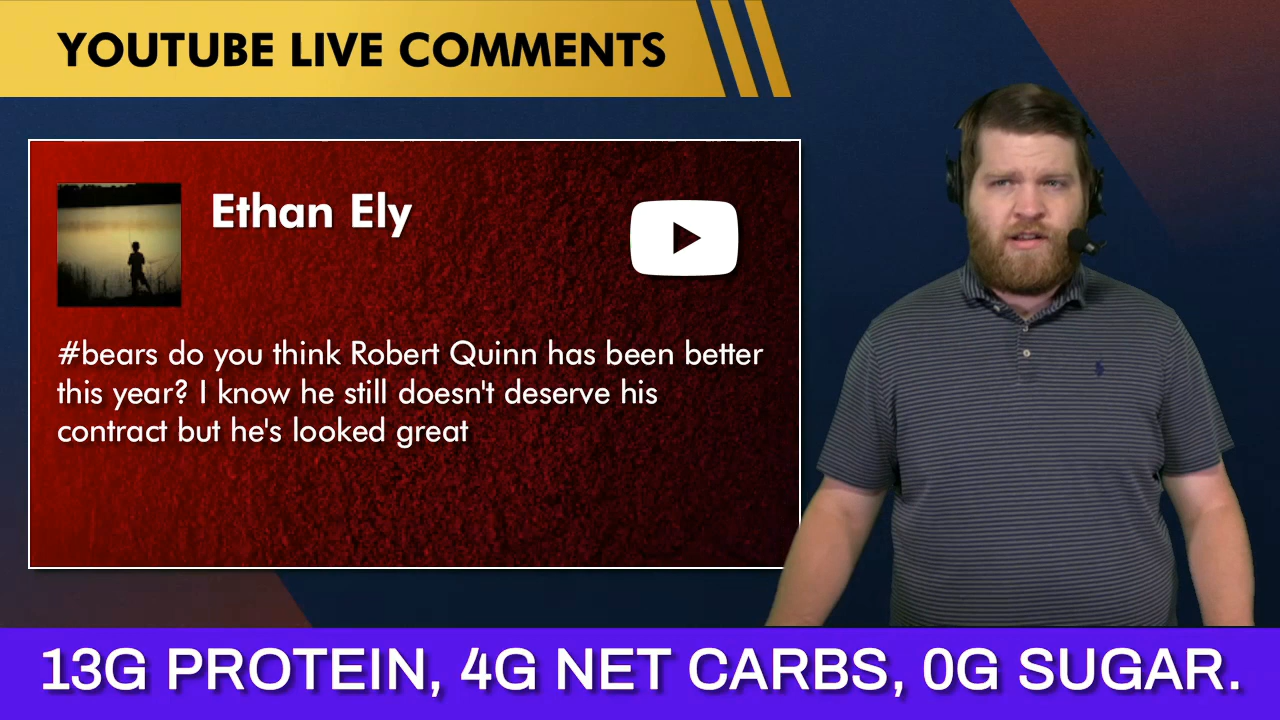 YOUTUBE LIVE COMMENTS
Ethan Ely
#bears do you think Robert Quinn has been better
this year? I know he still doesn't deserve his
contract but he's looked great
13G PROTEIN, 4G NET CARBS, 0G SUGAR.